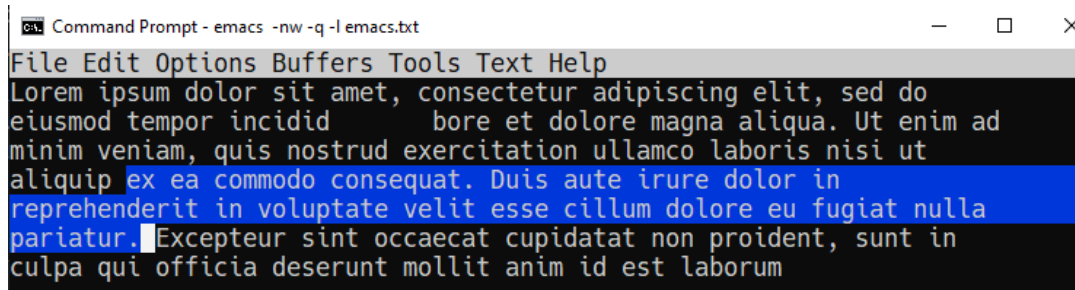 Command Prompt - emacs -nw -q -l emacs.txt
File Edit Options Buffers Tools Text Help
Lorem ipsum dolor sit amet, consectetur adipiscing elit, sed do
eiusmod tempor incidid       bore et dolore magna aliqua. Ut enim ad
minim veniam, quis nostrud exercitation ullamco laboris nisi ut
aliquip ex ea commodo consequat. Duis aute irure dolor in
reprehenderit in voluptate velit esse cillum dolore eu fugiat nulla
pariatur. Excepteur sint occaecat cupidatat non proident, sunt in
culpa qui officia deserunt mollit anim id est laborum